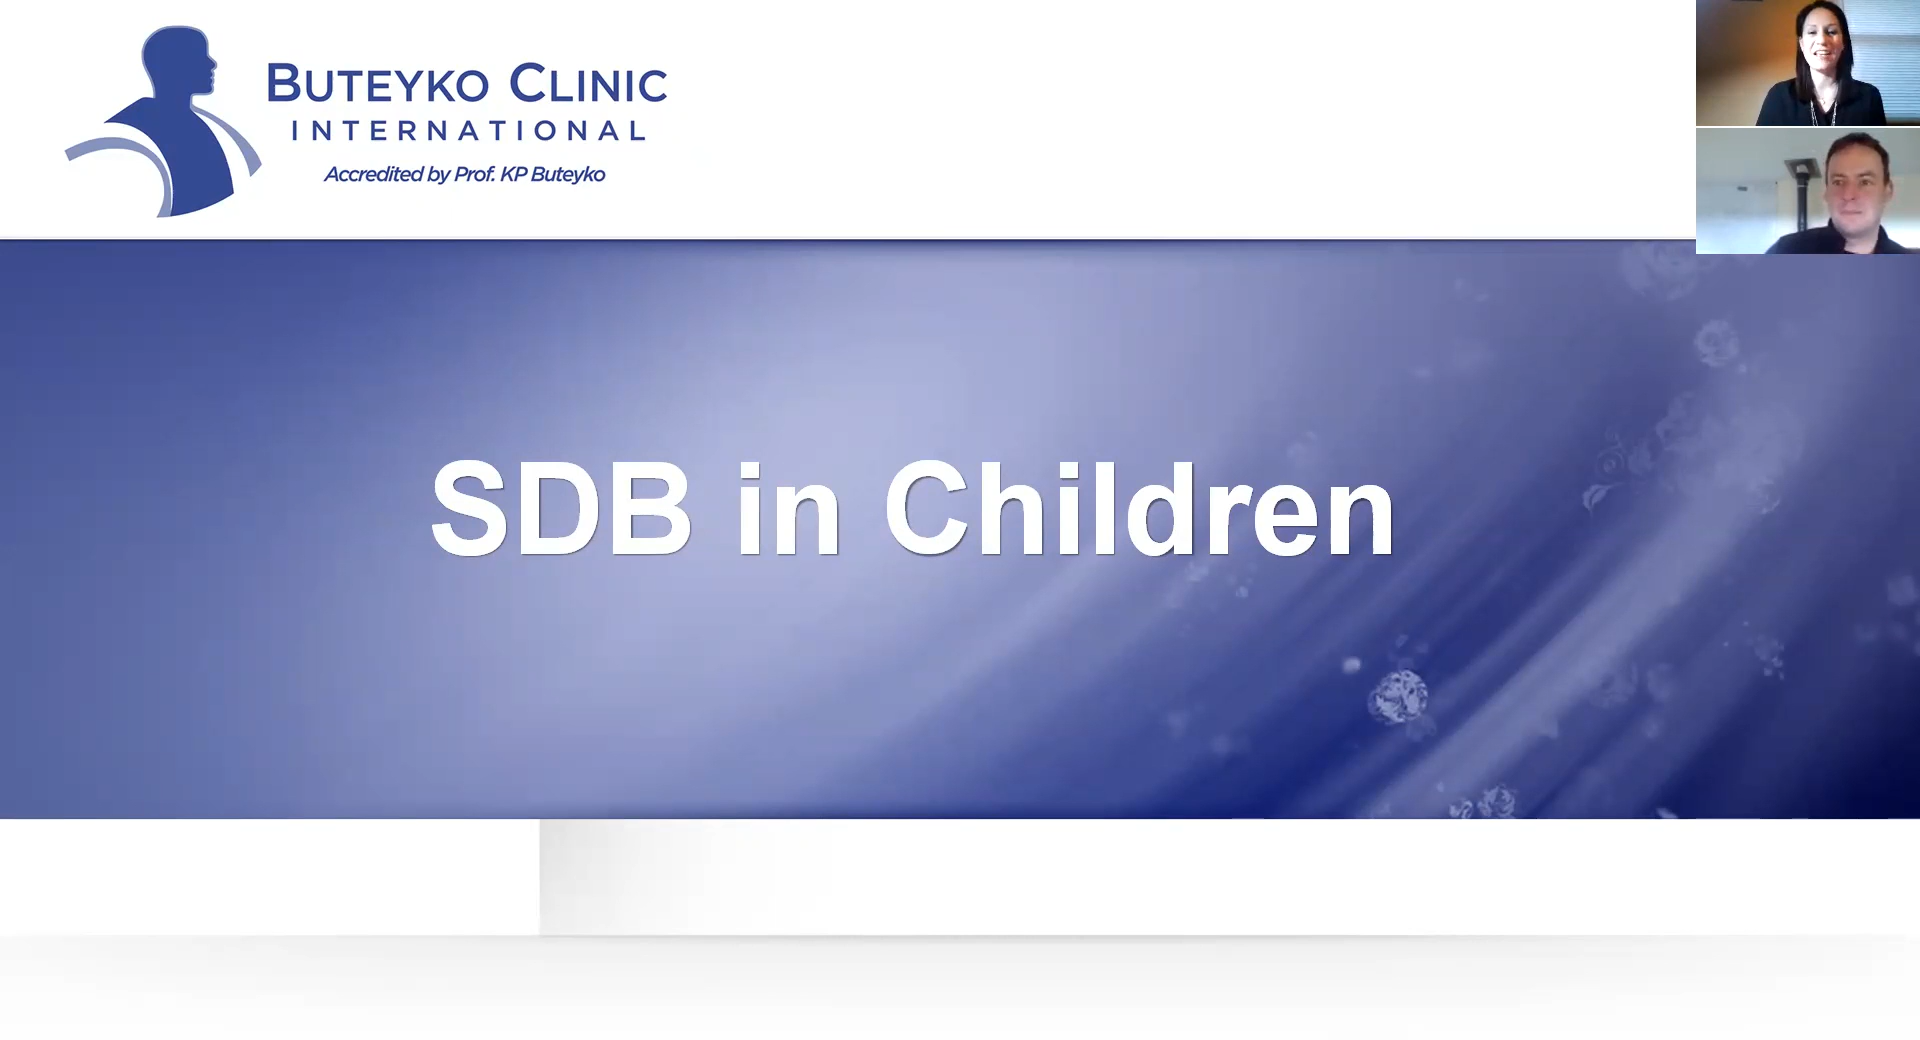 BUTEYKO CLINIC
INTERNATIONAL
Accredited by Prof. KP Buteyko
SDB in Children